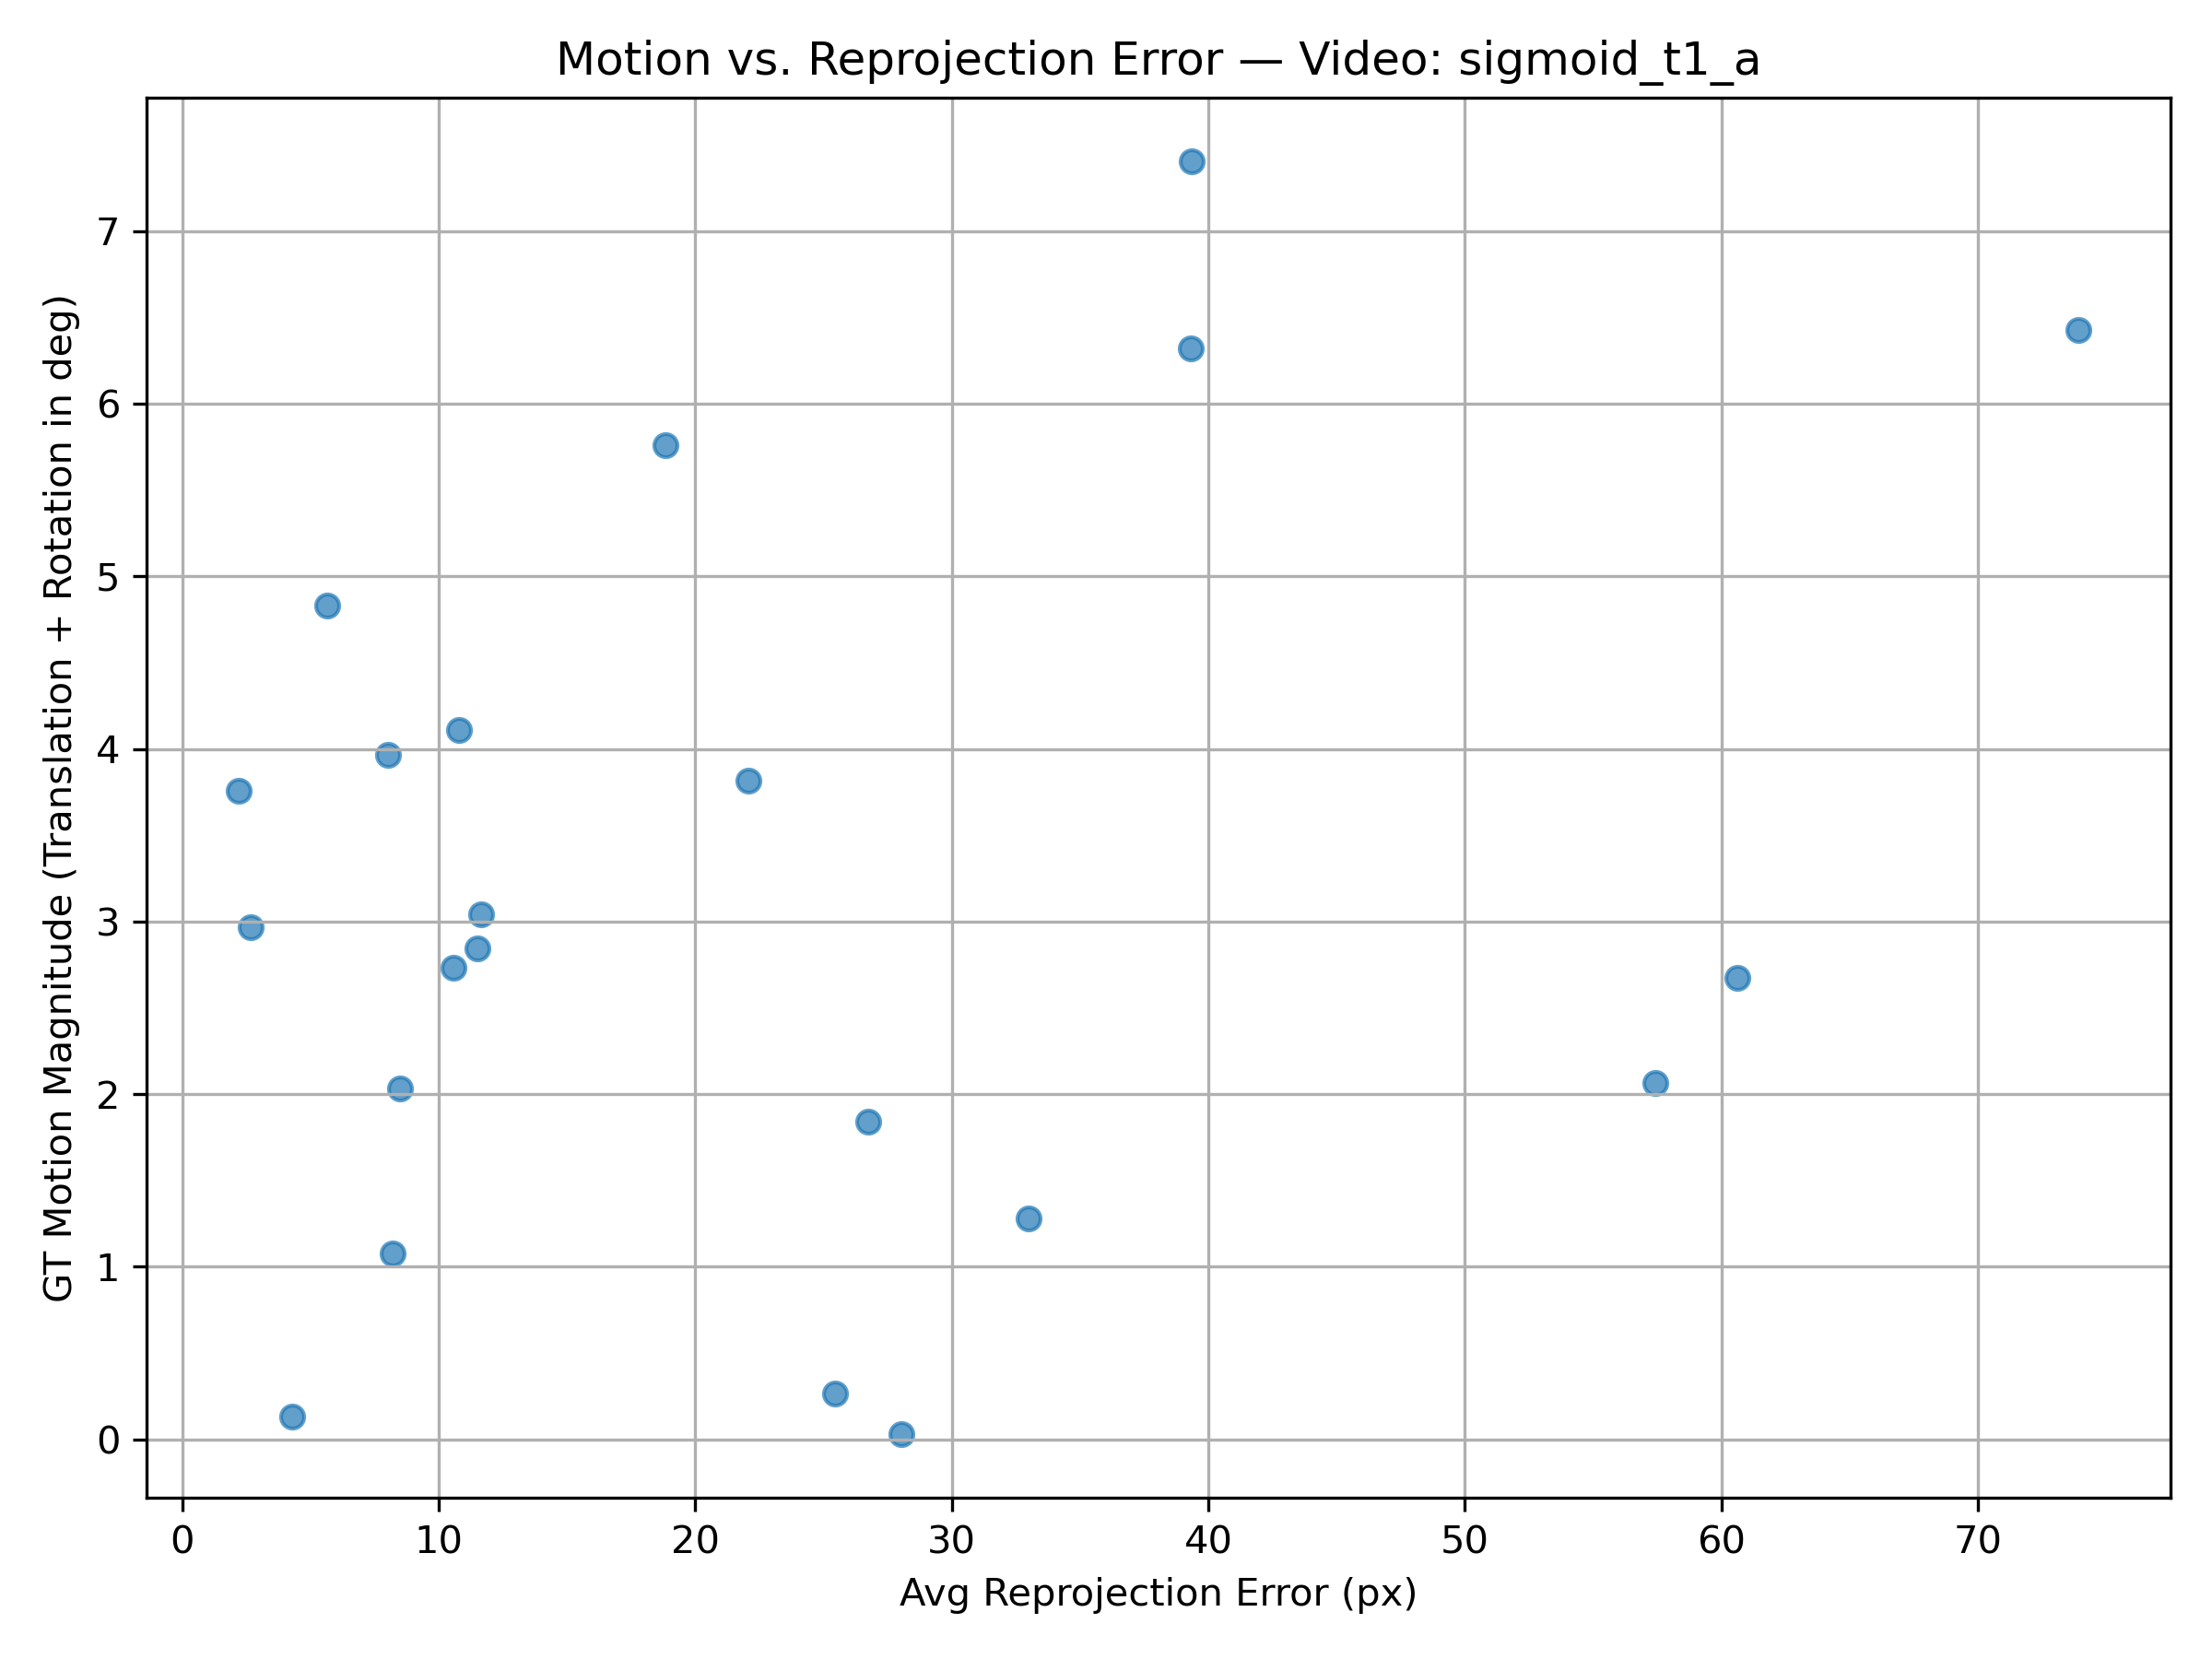 Motion vs. Reprojection Error — Video: sigmoid_t1_a
GT Motion Magnitude (Translation + Rotation in deg)
7
6
5
4
3
2
1
0
0 10 20 30 40 50 60 70
Avg Reprojection Error (px)